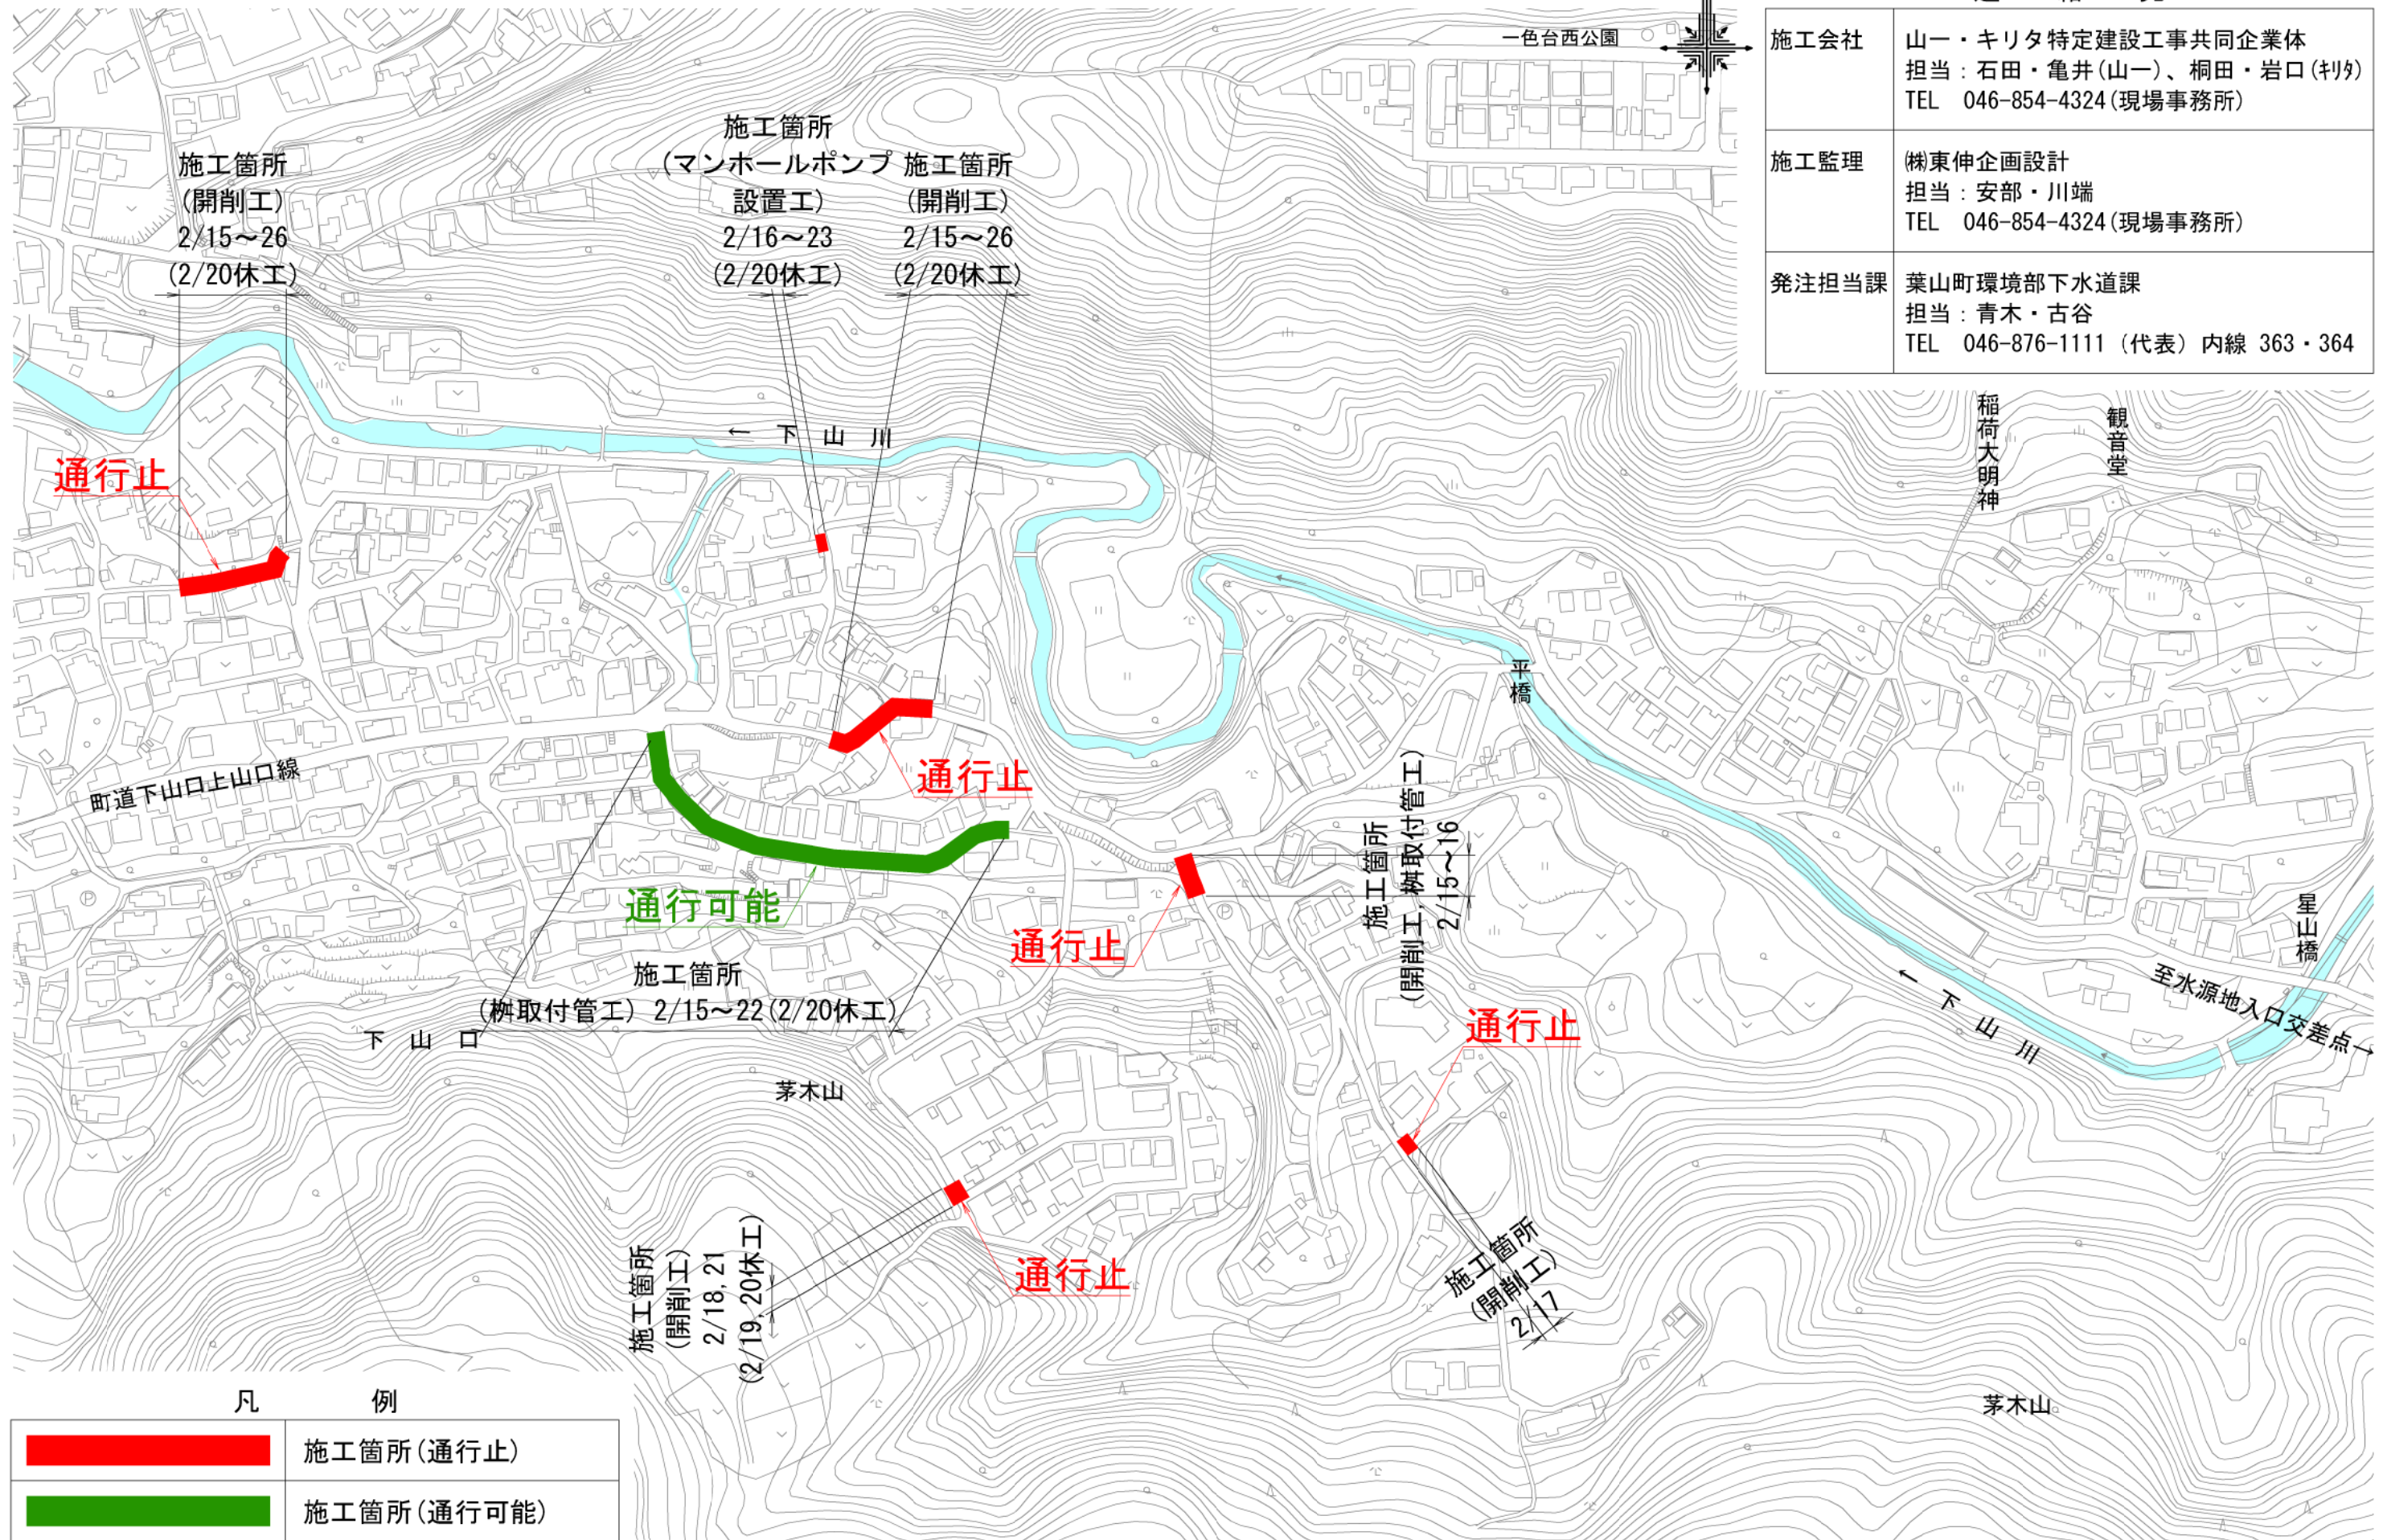 一色台西公園
施工会社
山一・キリタ特定建設工事共同企業体
担当：石田・亀井(山一)、桐田・岩口(ｷﾘﾀ)
TEL 046-854-4324(現場事務所)
施工監理
㈱東伸企画設計
担当：安部・川端
TEL 046-854-4324(現場事務所)
発注担当課
葉山町環境部下水道課
担当：青木・古谷
TEL 046-876-1111（代表）内線 363・364
施工箇所
(開削工)
2/15～26
(2/20休工)
施工箇所
(マンホールポンプ
設置工)
2/16～23
(2/20休工)
施工箇所
(開削工)
2/15～26
(2/20休工)
稲荷大明神
観音堂
← 下山川
通行止
平橋
通行止
町道下山口上山口線
通行可能
施工箇所
(開削工,桝取付管工)
2/15～16
通行止
星山橋
至水源地入口交差点→
← 下山川
施工箇所
(桝取付管工) 2/15～22(2/20休工)
下山口
通行止
茅木山
施工箇所
(開削工)
2/18,21
(2/19,20休工)
通行止
施工箇所
(開削工)
2/17
茅木山
凡例
施工箇所(通行止)
施工箇所(通行可能)